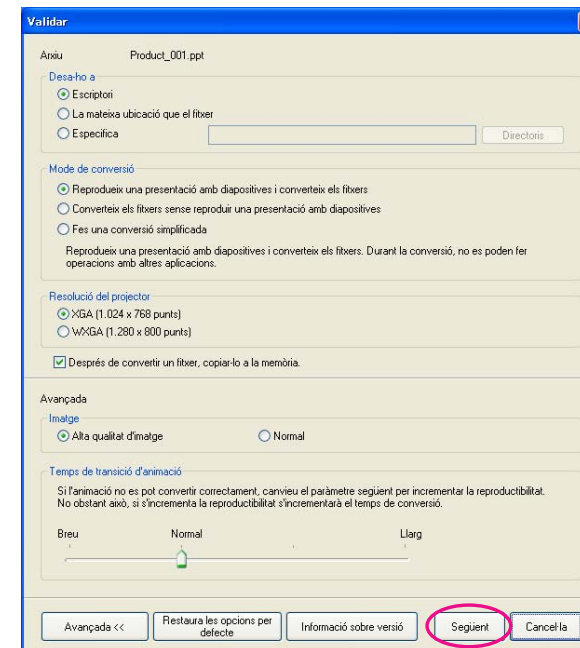 Validar
Arxiu Product_001.ppt
Desa-ho a
Escriptori
La mateixa ubicació que el fitxer
Especifica Directoris
Mode de conversió
Reprodueix una presentació amb diapositives i converteix els fitxers
Converteix els fitxers sense reproduir una presentació amb diapositives
Fes una conversió simplificada
Reprodueix una presentació amb diapositives i converteix els fitxers. Durant la conversió, no es poden fer
operacions amb altres aplicacions.
Resolució del projector
XGA (1.024 x 768 punts)
WXGA (1.280 x 800 punts)
Després de convertir un fitxer, copiar-lo a la memòria.
Avançada
Imatge
Alta qualitat d'imatge Normal
Temps de transició d'animació
Si l'animació no es pot convertir correctament, canvieu el paràmetre següent per incrementar la reproductibilitat.
No obstant això, si s'incrementa la reproductibilitat s'incrementarà el temps de conversió.
Breu Normal Llarg
Avançada << Restaura les opcions per defecte Informació sobre versió Següent Cancel·la